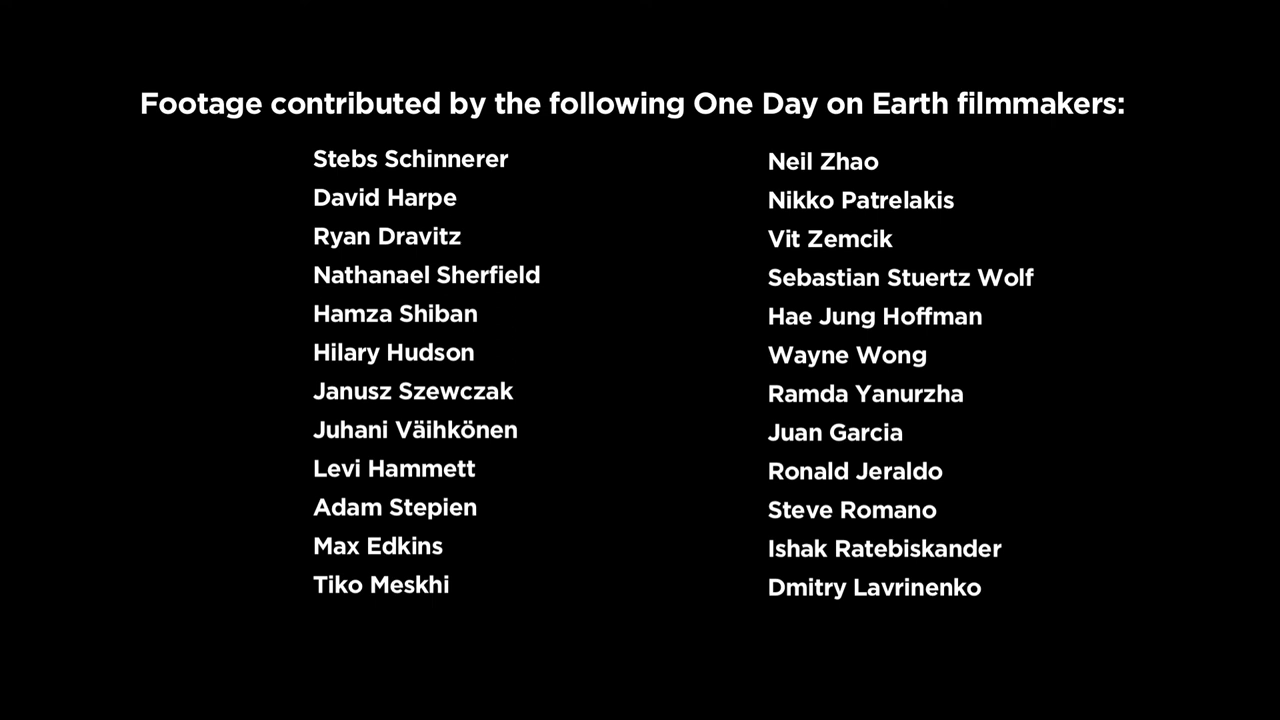 Footage contributed by the following One Day on Earth filmmakers:
Stebs Schinnerer
David Harpe
Ryan Dravitz
Nathanael Sherfield
Hamza Shiban
Hilary Hudson
Janusz Szewczak
Juhani Väihkönen
Levi Hammett
Adam Stepien
Max Edkins
Tiko Meskhi
Neil Zhao
Nikko Patrelakis
Vit Zemcik
Sebastian Stuertz Wolf
Hae Jung Hoffman
Wayne Wong
Ramda Yanurzha
Juan Garcia
Ronald Jeraldo
Steve Romano
Ishak Ratebiskander
Dmitry Lavrinenko